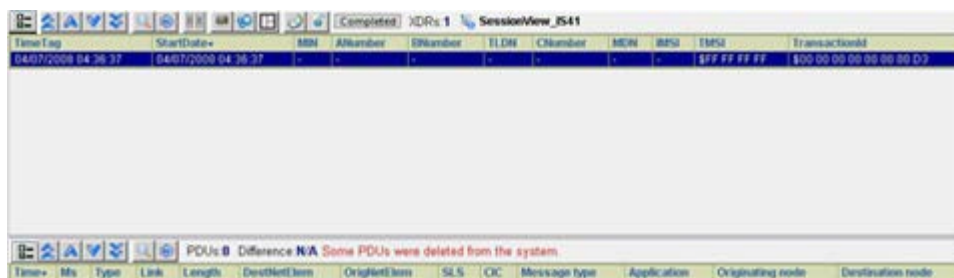 Completed XDRs: 1 SessionView_IS41
TimeTag StartDate MIN ANumber BNumber TLDN CNumber MDN IMSI TMSI TransactionId
04/07/2008 04:36:37 04/07/2008 04:36:37 - - - - - - - $FF FF FF FF $00 00 00 00 00 00 00 D3
PDUs: 0 Difference N/A Some PDUs were deleted from the system.
Time Ms Type Link Length DestNetElem OrigNetElem SLS CIC Message type Application Originating node Destination node